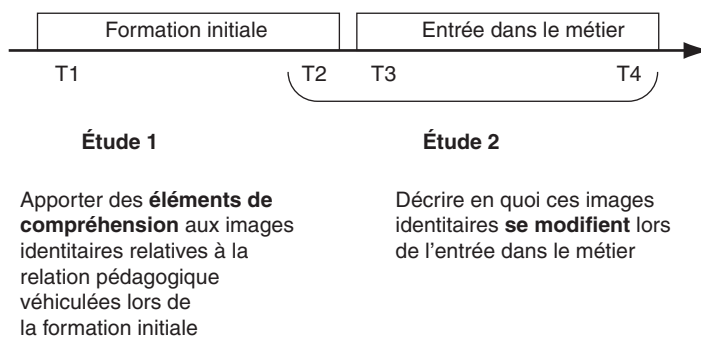 Formation initiale
Entrée dans le métier
T1
T2
T3
T4
Étude 1
Apporter des éléments de
compréhension aux images
identitaires relatives à la
relation pédagogique
véhiculées lors de
la formation initiale
Étude 2
Décrire en quoi ces images
identitaires se modifient lors
de l'entrée dans le métier